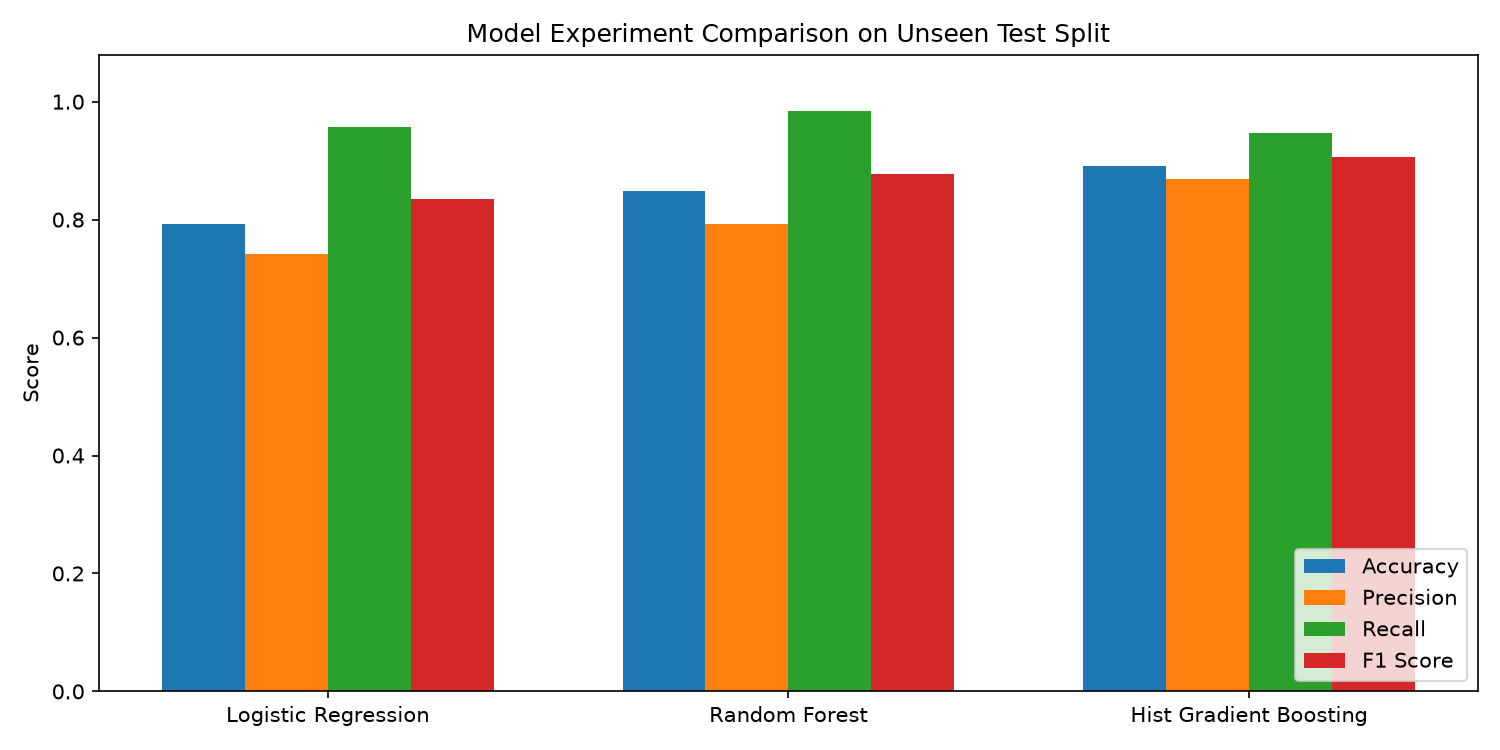 Model Experiment Comparison on Unseen Test Split
Score
1.0
0.8
0.6
0.4
0.2
0.0
Accuracy
Precision
Recall
F1 Score
Logistic Regression
Random Forest
Hist Gradient Boosting